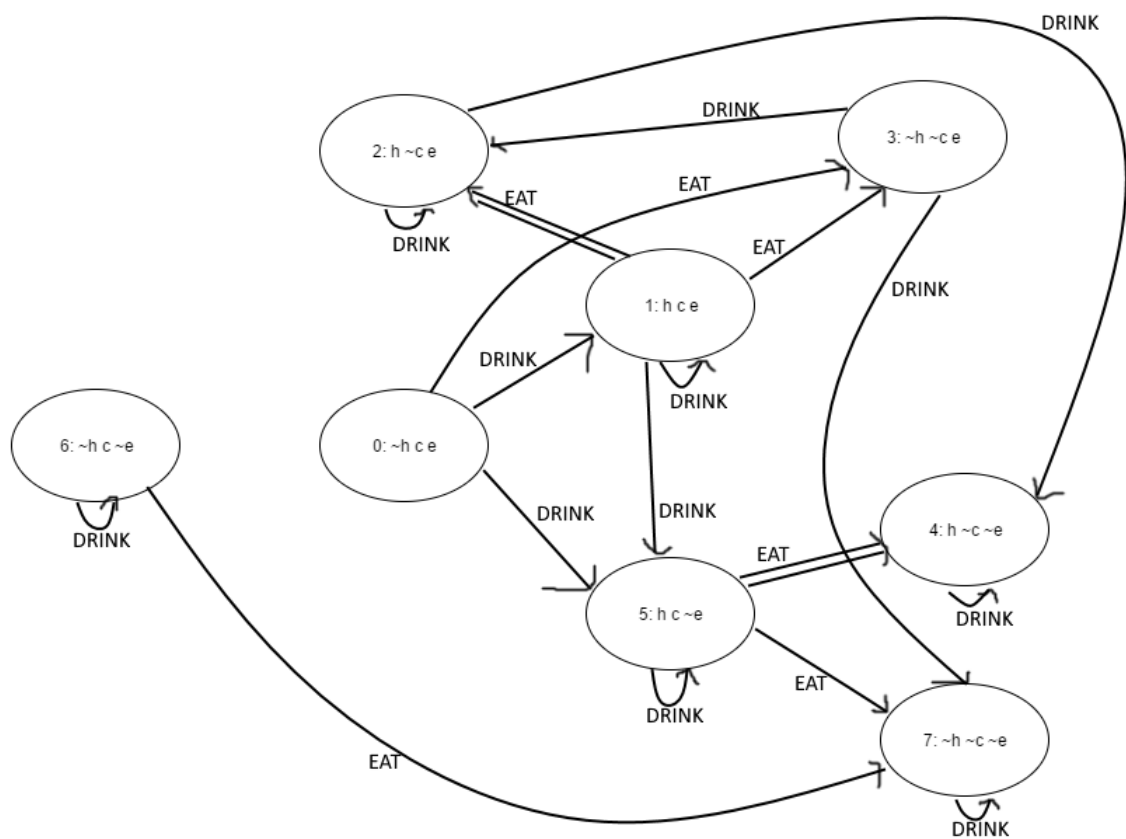 DRINK
DRINK
2: h ~c e
3: ~h ~c e
EAT
EAT
DRINK
EAT
DRINK
1: h c e
DRINK
DRINK
6: ~h c ~e
0: ~h c e
DRINK
DRINK
DRINK
4: h ~c ~e
EAT
5: h c ~e
DRINK
EAT
DRINK
7: ~h ~c ~e
EAT
DRINK